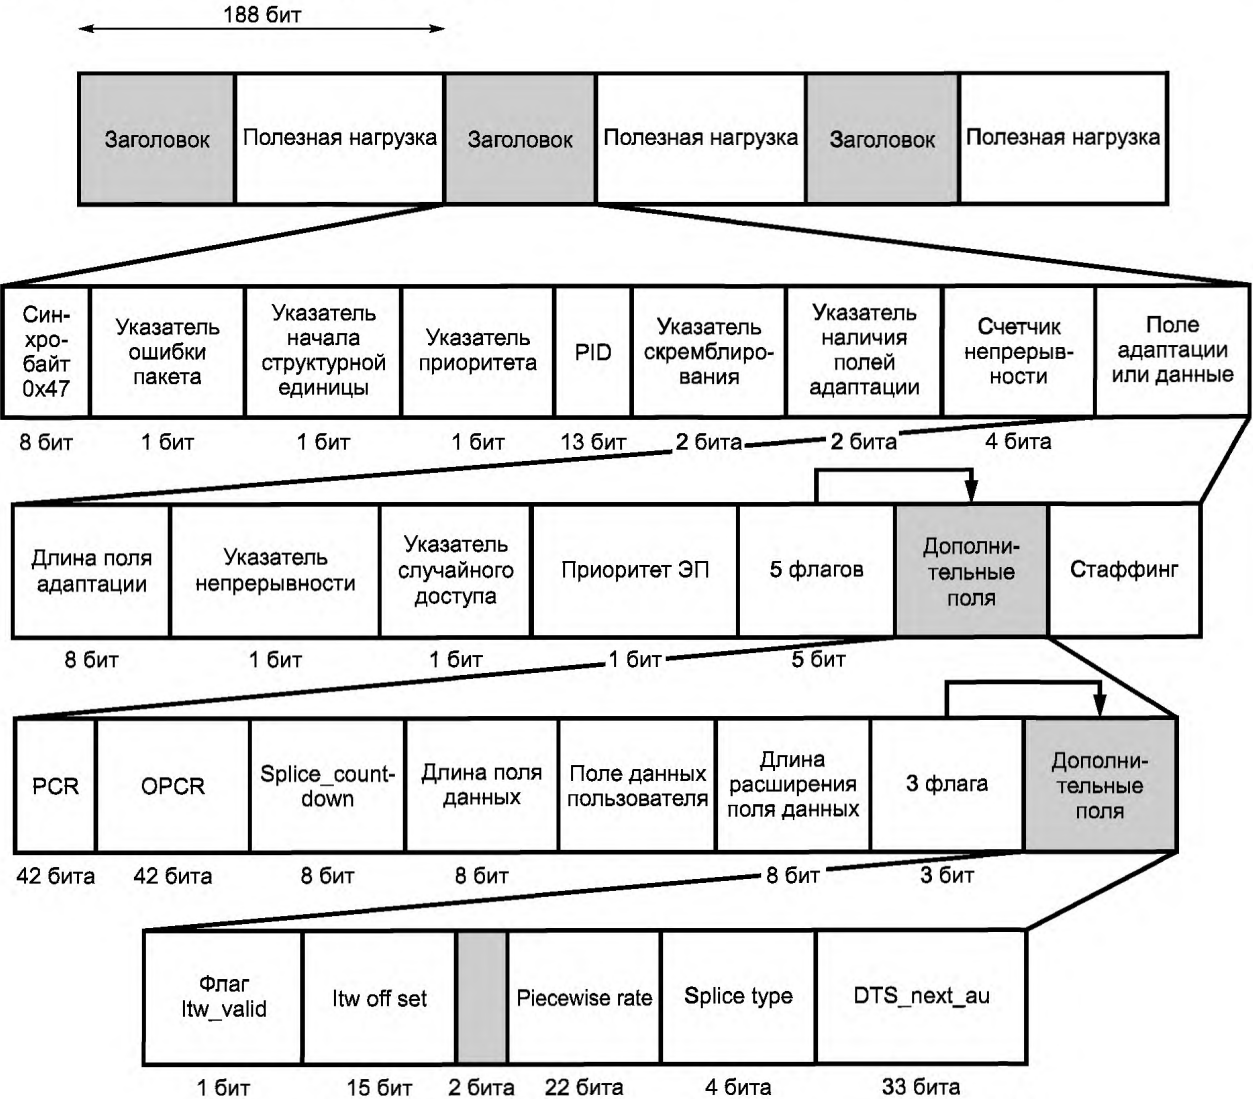 188 бит
Заголовок
Полезная нагрузка
Заголовок
Полезная нагрузка
Заголовок
Полезная нагрузка
Син-
хро-
байт
0x47
Указатель
ошибки
пакета
Указатель
начала
структурной
единицы
Указатель
приоритета
PID
Указатель
скремблиро-
вания
Указатель
наличия
полей
адаптации
Счетчик
непрерыв-
ности
Поле
адаптации
или данные
8 бит
1 бит
1 бит
1 бит
13 бит
2 бита
2 бита
4 бита
Длина поля
адаптации
Указатель
непрерывности
Указатель
случайного
доступа
Приоритет ЭП
5 флагов
Дополни-
тельные
поля
Стаффинг
8 бит
1 бит
1 бит
1 бит
5 бит
PCR
OPCR
Splice_count-
down
Длина поля
данных
Поле данных
пользователя
Длина
расширения
поля данных
3 флага
Дополни-
тельные
поля
42 бита
42 бита
8 бит
8 бит
8 бит
3 бит
Флаг
ltw_valid
ltw off set
Piecewise rate
Splice type
DTS_next_au
1 бит
15 бит
2 бита
22 бита
4 бита
33 бита